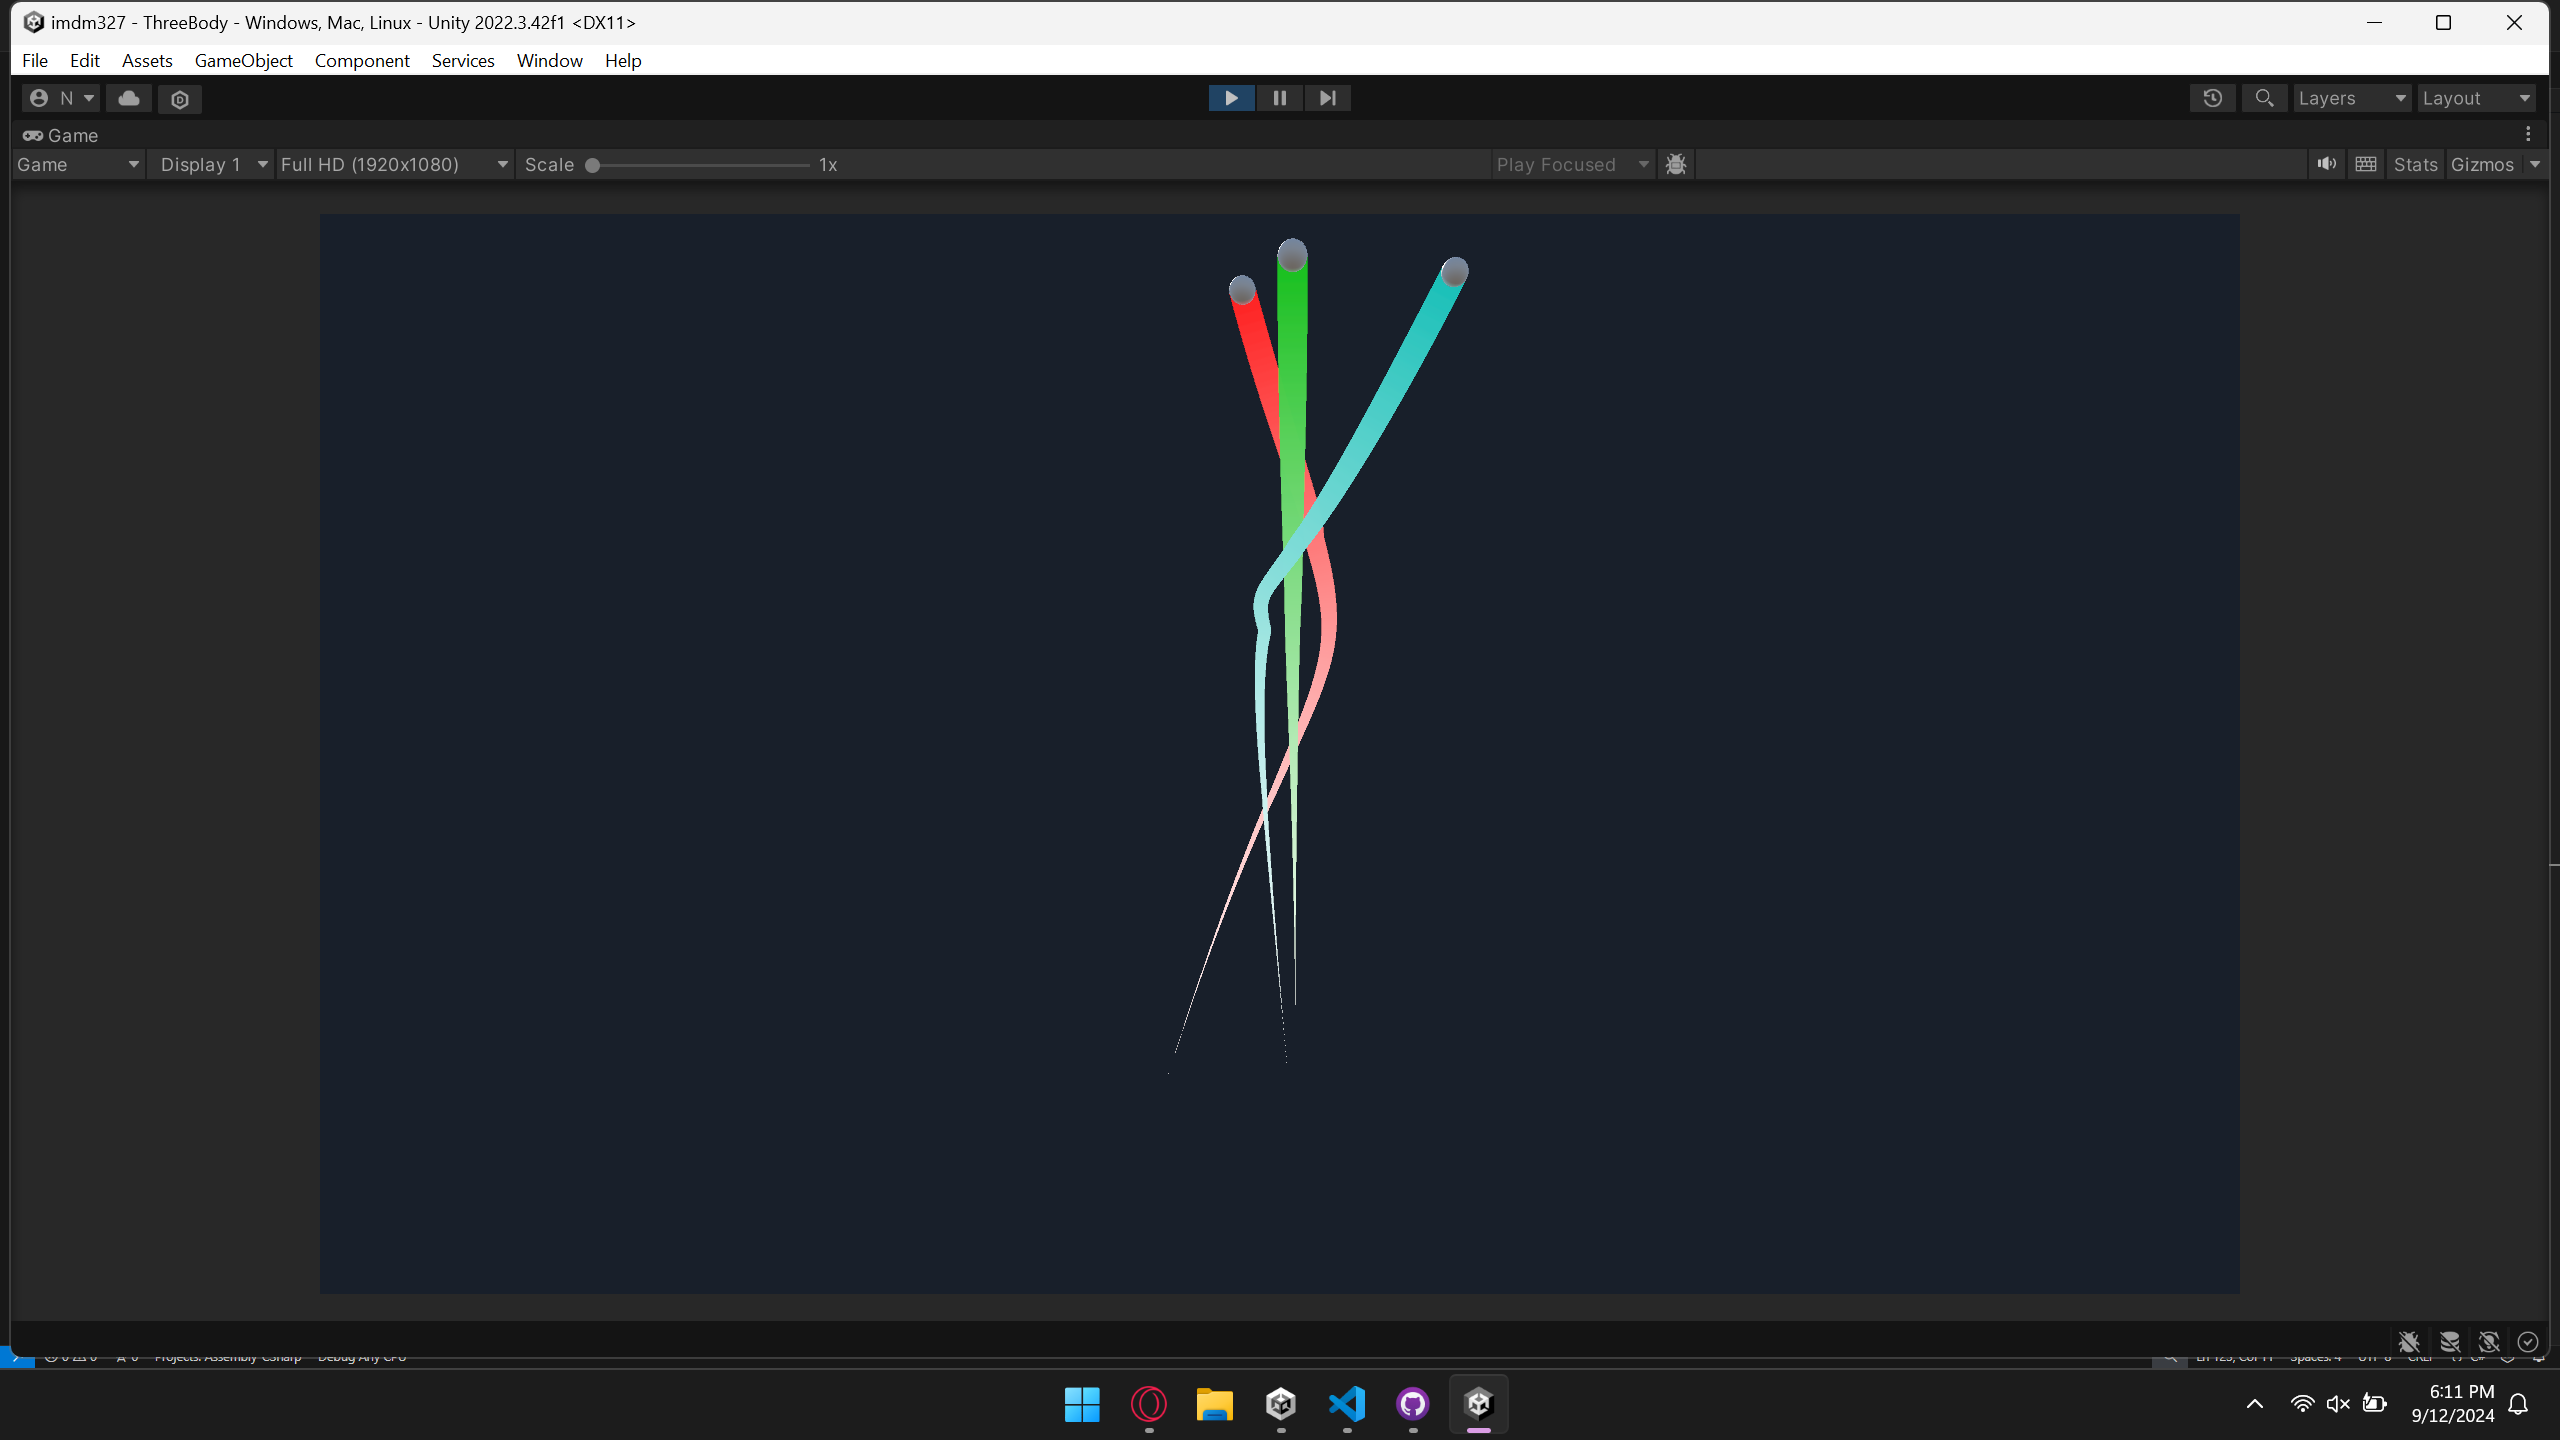 imdm327 - ThreeBody - Windows, Mac, Linux - Unity 2022.3.42f1 <DX11>
File Edit Assets GameObject Component Services Window Help
N Layers Layout
Game
Game Display 1 Full HD (1920x1080) Scale 1x Play Focused Stats Gizmos
Projects: Assembly-CSharp Debug Any CPU
6:11 PM
9/12/2024